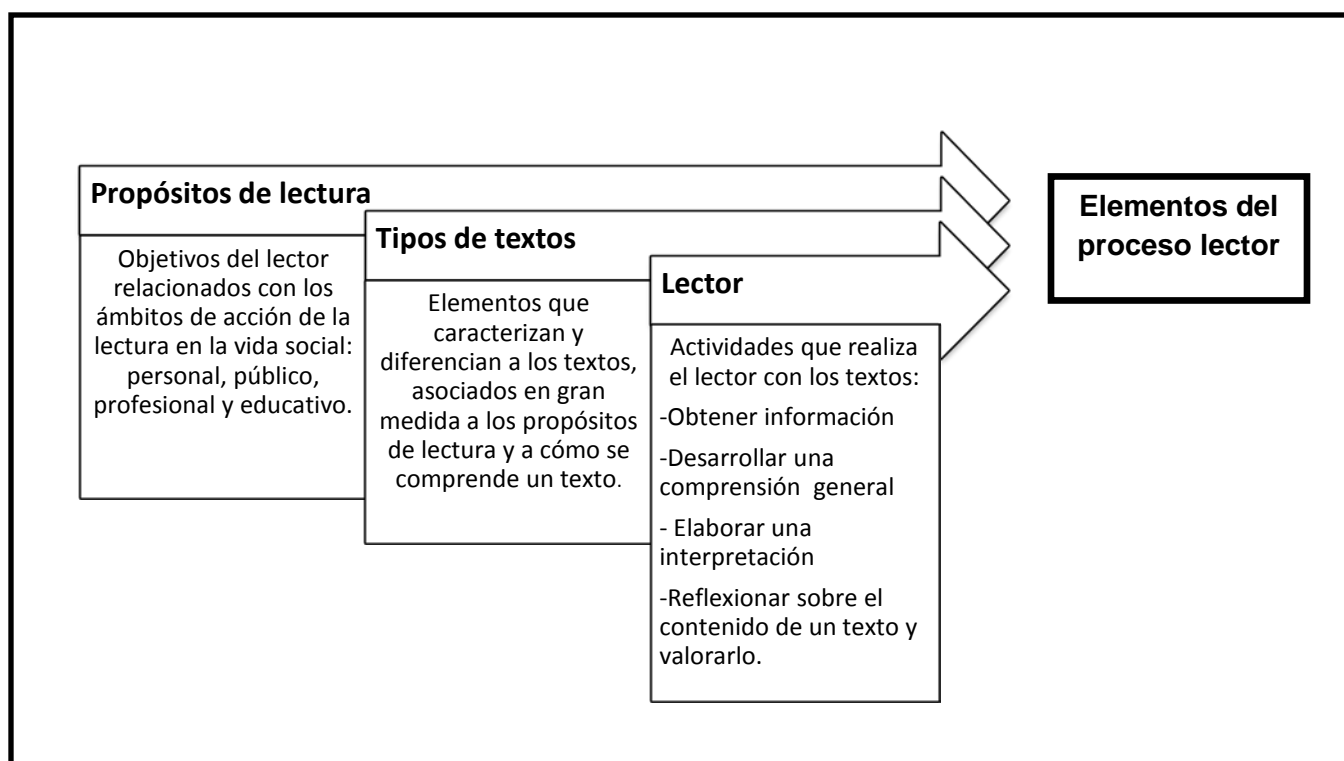 Propósitos de lectura
Objetivos del lector
relacionados con los
ámbitos de acción de la
lectura en la vida social:
personal, público,
profesional y educativo.
Tipos de textos
Elementos que
caracterizan y
diferencian a los textos,
asociados en gran
medida a los propósitos
de lectura y a cómo se
comprende un texto.
Lector
Actividades que realiza
el lector con los textos:
-Obtener información
-Desarrollar una
comprensión general
- Elaborar una
interpretación
-Reflexionar sobre el
contenido de un texto y
valorarlo.
Elementos del
proceso lector